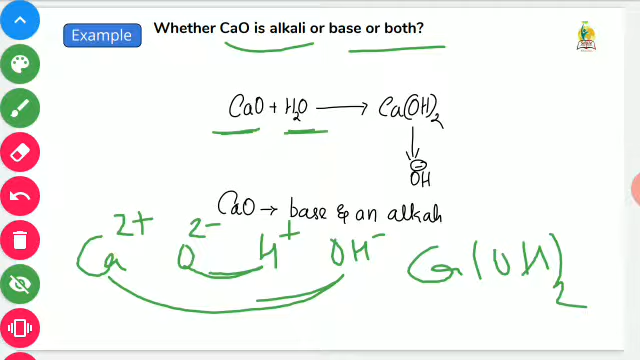 Example
Whether CaO is alkali or base or both?
CaO + H2O → Ca(OH)2
OH
CaO → base & an alkali
Ca2+ O2- H+ OH- Ca(OH)2